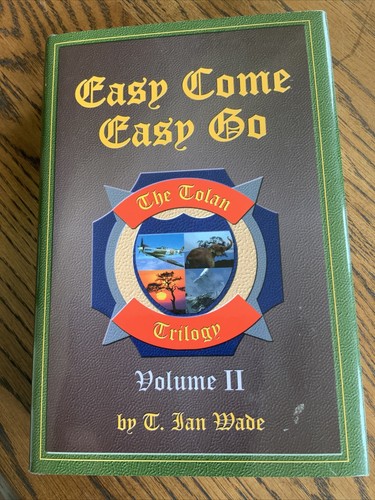 Easy Come
Easy Go
The Tolan
Trilogy
Volume II
by T. Ian Wade